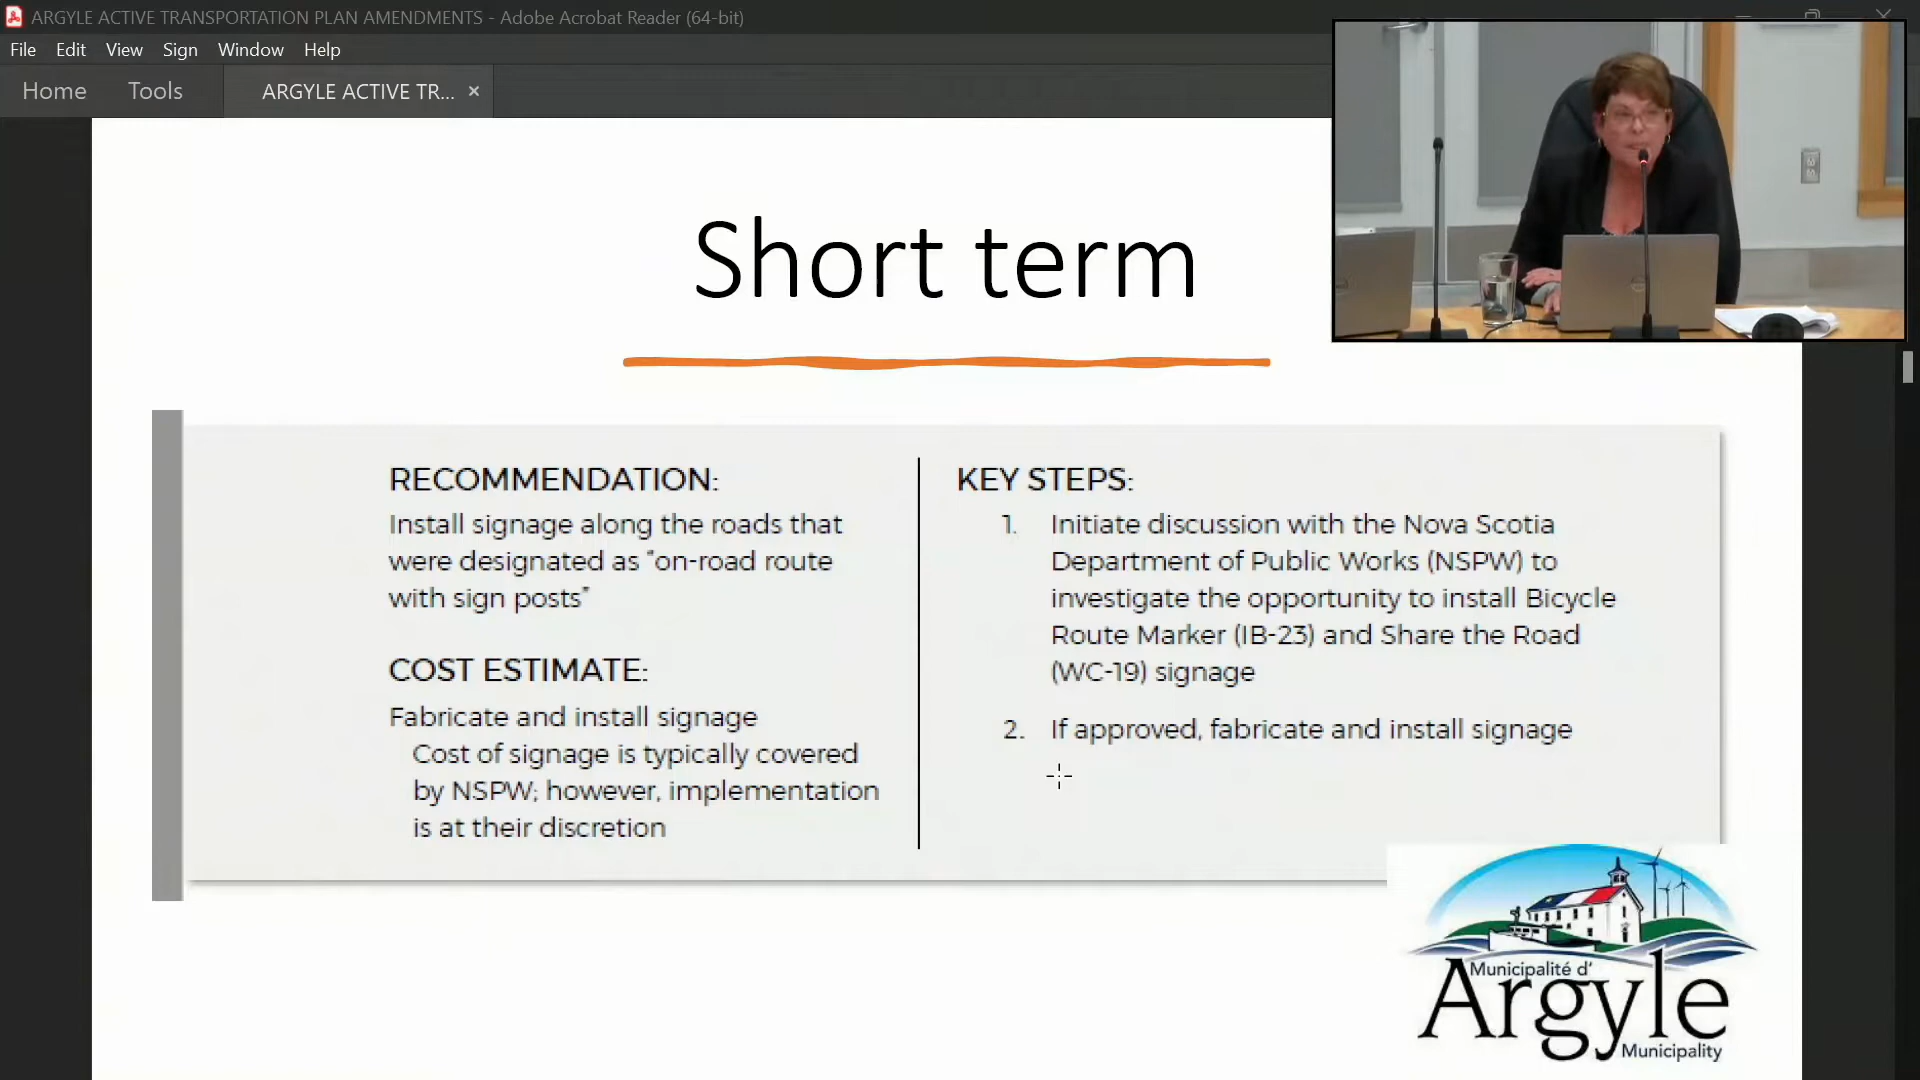 ARGYLE ACTIVE TRANSPORTATION PLAN AMENDMENTS - Adobe Acrobat Reader (64-bit)
File Edit View Sign Window Help
Home Tools ARGYLE ACTIVE TR... ×
Short term
RECOMMENDATION:
Install signage along the roads that
were designated as "on-road route
with sign posts"
COST ESTIMATE:
Fabricate and install signage
Cost of signage is typically covered
by NSPW; however, implementation
is at their discretion
KEY STEPS:
1. Initiate discussion with the Nova Scotia
Department of Public Works (NSPW) to
investigate the opportunity to install Bicycle
Route Marker (IB-23) and Share the Road
(WC-19) signage
2. If approved, fabricate and install signage
Municipalité d'
Argyle
Municipality